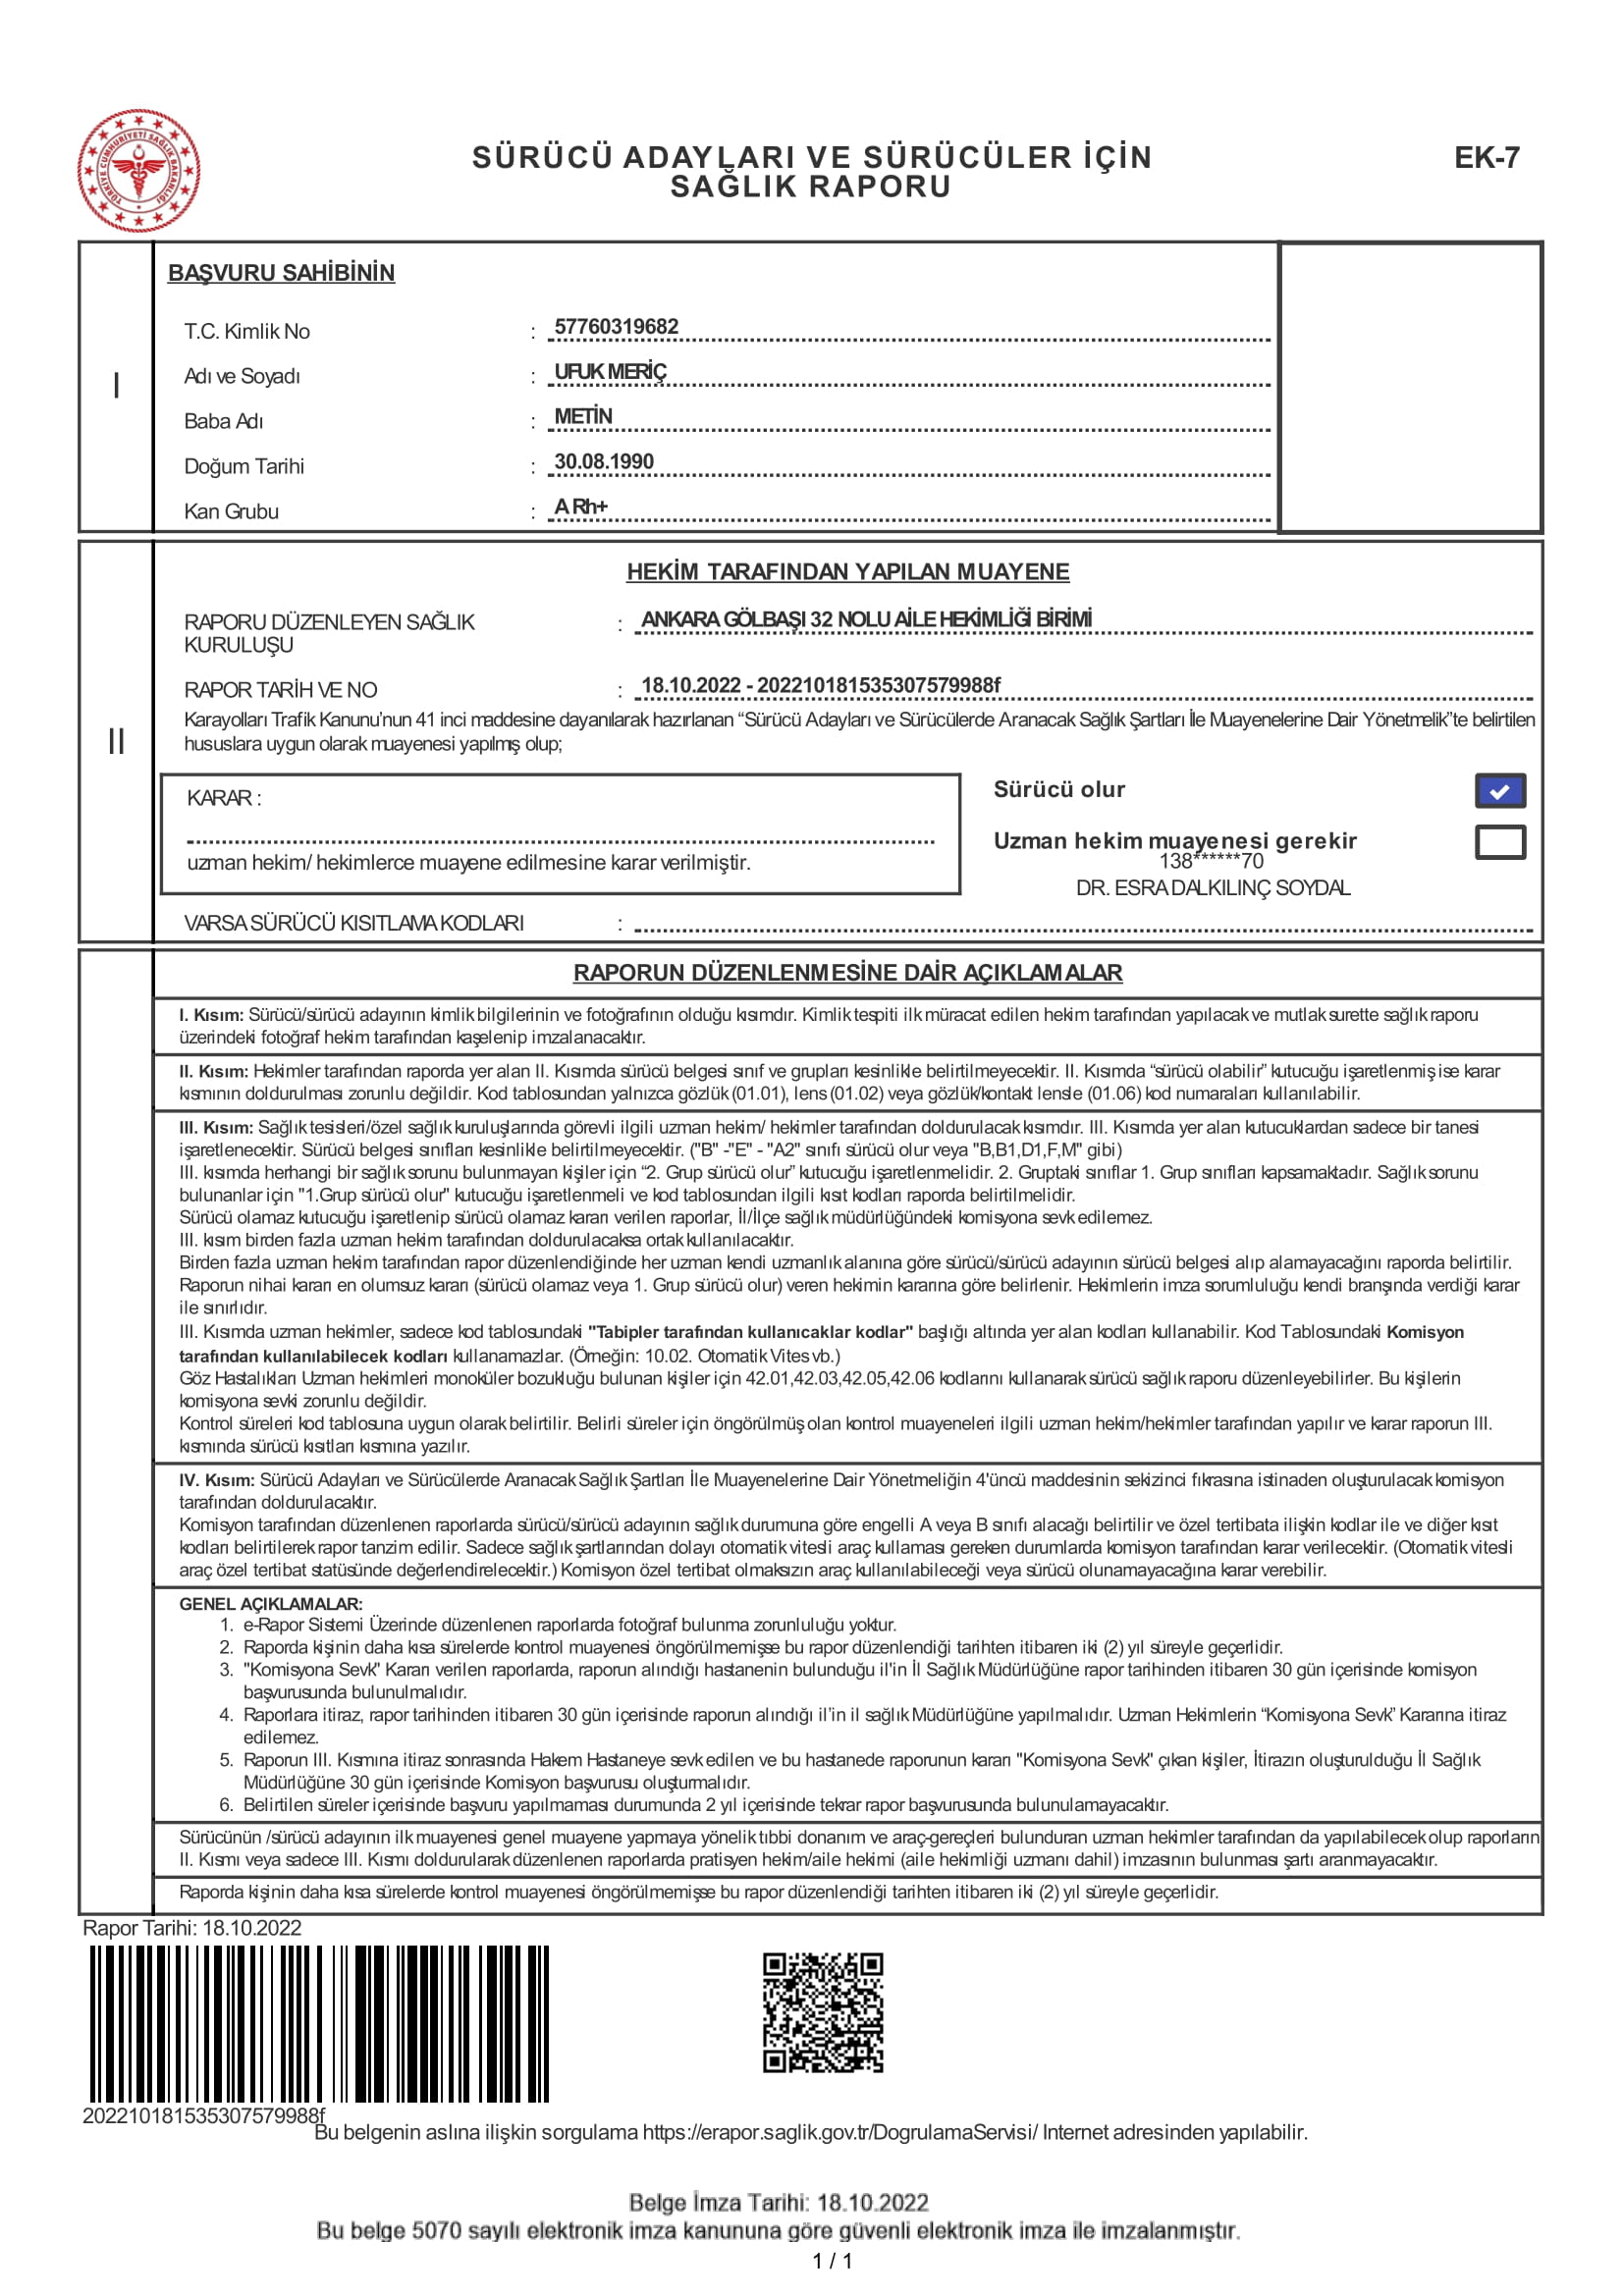 TÜRKİYE CUMHURİYETİ SAĞLIK BAKANLIĞI
SÜRÜCÜ ADAYLARI VE SÜRÜCÜLER İÇİN
SAĞLIK RAPORU
EK-7
I
BAŞVURU SAHİBİNİN
T.C. Kimlik No : 57760319682
Adı ve Soyadı : UFUK MERİÇ
Baba Adı : METİN
Doğum Tarihi : 30.08.1990
Kan Grubu : A Rh+
II
HEKİM TARAFINDAN YAPILAN MUAYENE
RAPORU DÜZENLEYEN SAĞLIK
KURULUŞU : ANKARA GÖLBAŞI 32 NOLU AİLE HEKİMLİĞİ BİRİMİ
RAPOR TARİH VE NO : 18.10.2022 - 202210181535307579988f
Karayolları Trafik Kanunu’nun 41 inci maddesine dayanılarak hazırlanan “Sürücü Adayları ve Sürücülerde Aranacak Sağlık Şartları İle Muayenelerine Dair Yönetmelik”te belirtilen
hususlara uygun olarak muayenesi yapılmış olup;
KARAR :
uzman hekim/ hekimlerce muayene edilmesine karar verilmiştir.
Sürücü olur
Uzman hekim muayenesi gerekir
138******70
DR. ESRA DALKILINÇ SOYDAL
VARSA SÜRÜCÜ KISITLAMA KODLARI :
RAPORUN DÜZENLENMESİNE DAİR AÇIKLAMALAR
I. Kısım: Sürücü/sürücü adayının kimlik bilgilerinin ve fotoğrafının olduğu kısımdır. Kimlik tespiti ilk müracat edilen hekim tarafından yapılacak ve mutlak surette sağlık raporu
üzerindeki fotoğraf hekim tarafından kaşelenip imzalanacaktır.
II. Kısım: Hekimler tarafından raporda yer alan II. Kısımda sürücü belgesi sınıf ve grupları kesinlikle belirtilmeyecektir. II. Kısımda “sürücü olabilir” kutucuğu işaretlenmiş ise karar
kısmının doldurulması zorunlu değildir. Kod tablosundan yalnızca gözlük (01.01), lens (01.02) veya gözlük/kontakt lensle (01.06) kod numaraları kullanılabilir.
III. Kısım: Sağlık tesisleri/özel sağlık kuruluşlarında görevli ilgili uzman hekim/ hekimler tarafından doldurulacak kısımdır. III. Kısımda yer alan kutucuklardan sadece bir tanesi
işaretlenecektir. Sürücü belgesi sınıfları kesinlikle belirtilmeyecektir. ("B" -"E" - "A2" sınıfı sürücü olur veya "B,B1,D1,F,M" gibi)
III. kısımda herhangi bir sağlık sorunu bulunmayan kişiler için “2. Grup sürücü olur” kutucuğu işaretlenmelidir. 2. Gruptaki sınıflar 1. Grup sınıfları kapsamaktadır. Sağlık sorunu
bulunanlar için "1.Grup sürücü olur" kutucuğu işaretlenmeli ve kod tablosundan ilgili kısıt kodları raporda belirtilmelidir.
Sürücü olamaz kutucuğu işaretlenip sürücü olamaz kararı verilen raporlar, İl/İlçe sağlık müdürlüğündeki komisyona sevk edilemez.
III. kısım birden fazla uzman hekim tarafından doldurulacaksa ortak kullanılacaktır.
Birden fazla uzman hekim tarafından rapor düzenlendiğinde her uzman kendi uzmanlık alanına göre sürücü/sürücü adayının sürücü belgesi alıp alamayacağını raporda belirtilir.
Raporun nihai kararı en olumsuz kararı (sürücü olamaz veya 1. Grup sürücü olur) veren hekimin kararına göre belirlenir. Hekimlerin imza sorumluluğu kendi branşında verdiği karar
ile sınırlıdır.
III. Kısımda uzman hekimler, sadece kod tablosundaki "Tabipler tarafından kullanıcaklar kodlar" başlığı altında yer alan kodları kullanabilir. Kod Tablosundaki Komisyon
tarafından kullanılabilecek kodları kullanamazlar. (Örneğin: 10.02. Otomatik Vites vb.)
Göz Hastalıkları Uzman hekimleri monoküler bozukluğu bulunan kişiler için 42.01,42.03,42.05,42.06 kodlarını kullanarak sürücü sağlık raporu düzenleyebilirler. Bu kişilerin
komisyona sevki zorunlu değildir.
Kontrol süreleri kod tablosuna uygun olarak belirtilir. Belirli süreler için öngörülmüş olan kontrol muayeneleri ilgili uzman hekim/hekimler tarafından yapılır ve karar raporun III.
kısmında sürücü kısıtları kısmına yazılır.
IV. Kısım: Sürücü Adayları ve Sürücülerde Aranacak Sağlık Şartları İle Muayenelerine Dair Yönetmeliğin 4'üncü maddesinin sekizinci fıkrasına istinaden oluşturulacak komisyon
tarafından doldurulacaktır.
Komisyon tarafından düzenlenen raporlarda sürücü/sürücü adayının sağlık durumuna göre engelli A veya B sınıfı alacağı belirtilir ve özel tertibata ilişkin kodlar ile ve diğer kısıt
kodları belirtilerek rapor tanzim edilir. Sadece sağlık şartlarından dolayı otomatik vitesli araç kullaması gereken durumlarda komisyon tarafından karar verilecektir. (Otomatik vitesli
araç özel tertibat statüsünde değerlendirelecektir.) Komisyon özel tertibat olmaksızın araç kullanılabileceği veya sürücü olunamayacağına karar verebilir.
GENEL AÇIKLAMALAR:
1. e-Rapor Sistemi Üzerinde düzenlenen raporlarda fotoğraf bulunma zorunluluğu yoktur.
2. Raporda kişinin daha kısa sürelerde kontrol muayenesi öngörülmemişse bu rapor düzenlendiği tarihten itibaren iki (2) yıl süreyle geçerlidir.
3. "Komisyona Sevk" Kararı verilen raporlarda, raporun alındığı hastanenin bulunduğu il'in İl Sağlık Müdürlüğüne rapor tarihinden itibaren 30 gün içerisinde komisyon
başvurusunda bulunulmalıdır.
4. Raporlara itiraz, rapor tarihinden itibaren 30 gün içerisinde raporun alındığı il’in il sağlık Müdürlüğüne yapılmalıdır. Uzman Hekimlerin “Komisyona Sevk” Kararına itiraz
edilemez.
5. Raporun III. Kısmına itiraz sonrasında Hakem Hastaneye sevk edilen ve bu hastanede raporunun kararı "Komisyona Sevk" çıkan kişiler, İtirazın oluşturulduğu İl Sağlık
Müdürlüğüne 30 gün içerisinde Komisyon başvurusu oluşturmalıdır.
6. Belirtilen süreler içerisinde başvuru yapılmaması durumunda 2 yıl içerisinde tekrar rapor başvurusunda bulunulamayacaktır.
Sürücünün /sürücü adayının ilk muayenesi genel muayene yapmaya yönelik tıbbi donanım ve araç-gereçleri bulunduran uzman hekimler tarafından da yapılabilecek olup raporların
II. Kısmı veya sadece III. Kısmı doldurularak düzenlenen raporlarda pratisyen hekim/aile hekimi (aile hekimliği uzmanı dahil) imzasının bulunması şartı aranmayacaktır.
Raporda kişinin daha kısa sürelerde kontrol muayenesi öngörülmemişse bu rapor düzenlendiği tarihten itibaren iki (2) yıl süreyle geçerlidir.
Rapor Tarihi: 18.10.2022
202210181535307579988f
Bu belgenin aslına ilişkin sorgulama https://erapor.saglik.gov.tr/DogrulamaServisi/ Internet adresinden yapılabilir.
Belge İmza Tarihi: 18.10.2022
Bu belge 5070 sayılı elektronik imza kanununa göre güvenli elektronik imza ile imzalanmıştır.
1 / 1